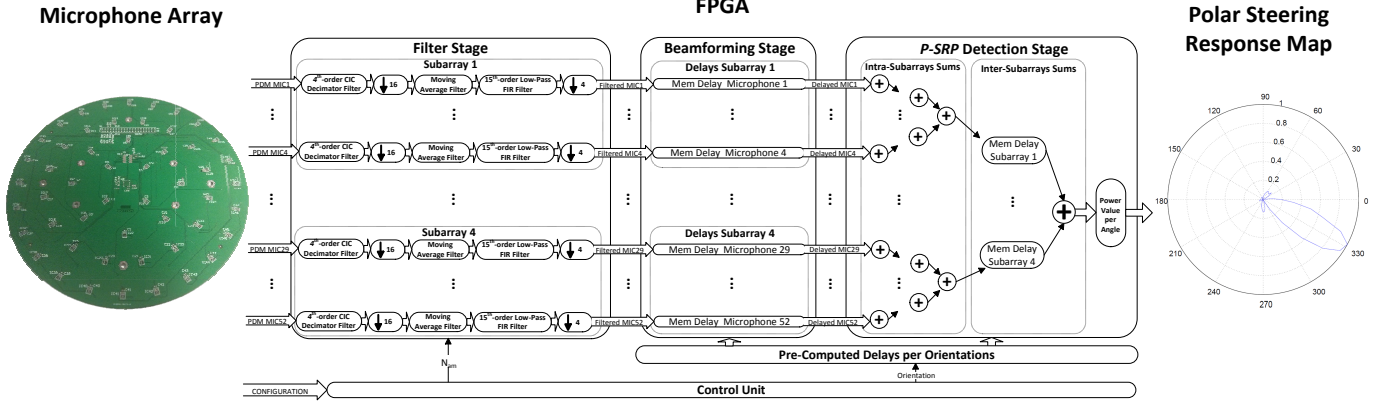 Microphone Array
FPGA
Polar Steering
Response Map
Filter Stage
Subarray 1
PDM MIC1
4th-order CIC
Decimator Filter
16
Moving
Average Filter
15th-order Low-Pass
FIR Filter
4
Filtered MIC1
PDM MIC4
4th-order CIC
Decimator Filter
16
Moving
Average Filter
15th-order Low-Pass
FIR Filter
4
Filtered MIC4
Subarray 4
PDM MIC29
4th-order CIC
Decimator Filter
16
Moving
Average Filter
15th-order Low-Pass
FIR Filter
4
Filtered MIC29
PDM MIC52
4th-order CIC
Decimator Filter
16
Moving
Average Filter
15th-order Low-Pass
FIR Filter
4
Filtered MIC52
Beamforming Stage
Delays Subarray 1
Mem Delay Microphone 1
Mem Delay Microphone 4
Delays Subarray 4
Mem Delay Microphone 29
Mem Delay Microphone 52
Delayed MIC1
Delayed MIC4
Delayed MIC29
Delayed MIC52
P-SRP Detection Stage
Intra-Subarrays Sums
Inter-Subarrays Sums
Mem Delay
Subarray 1
Mem Delay
Subarray 4
Power
Value
per
Angle
Pre-Computed Delays per Orientations
Nam
Orientation
CONFIGURATION
Control Unit
90
1
120
60
0.8
0.6
150
30
0.4
0.2
180
0
210
330
240
300
270